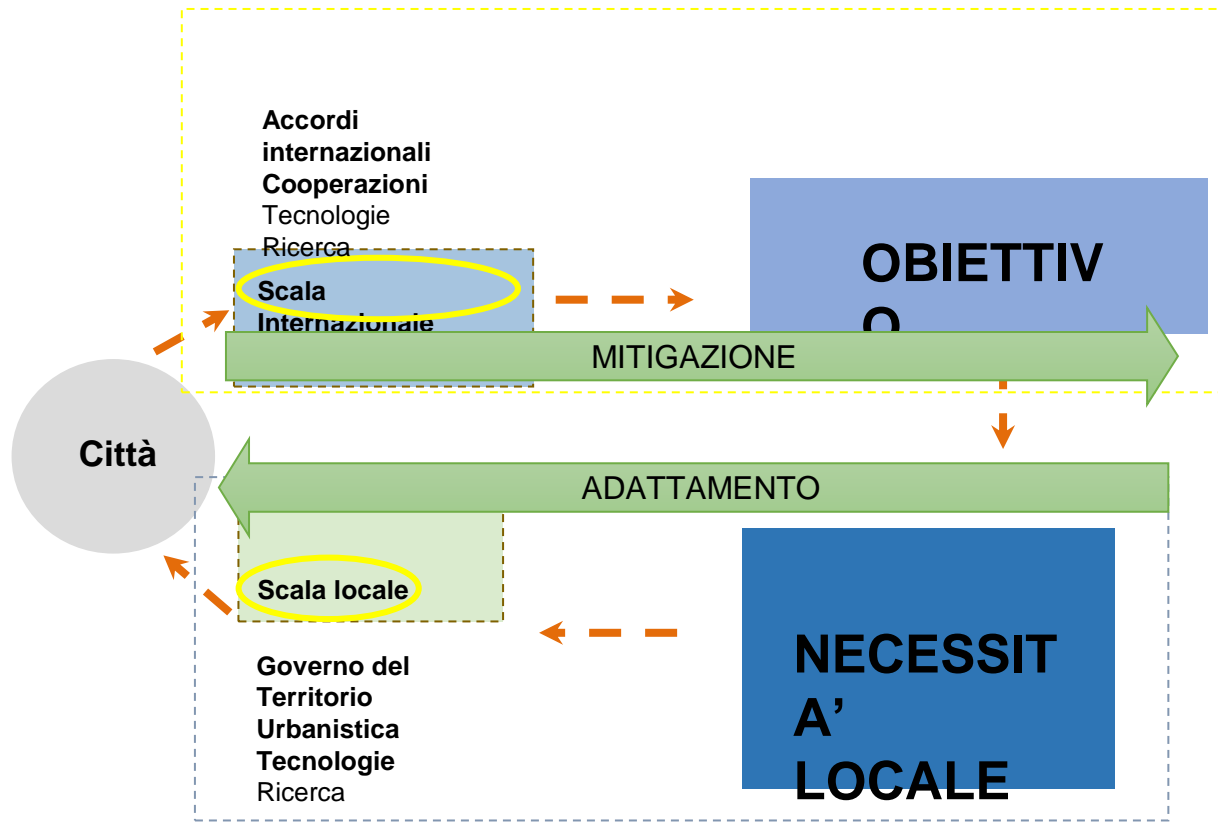 Accordi
internazionali
Cooperazioni
Tecnologie
Ricerca
Scala
Internazionale
OBIETTIV
O
MITIGAZIONE
Città
ADATTAMENTO
Scala locale
Governo del
Territorio
Urbanistica
Tecnologie
Ricerca
NECESSIT
A’
LOCALE